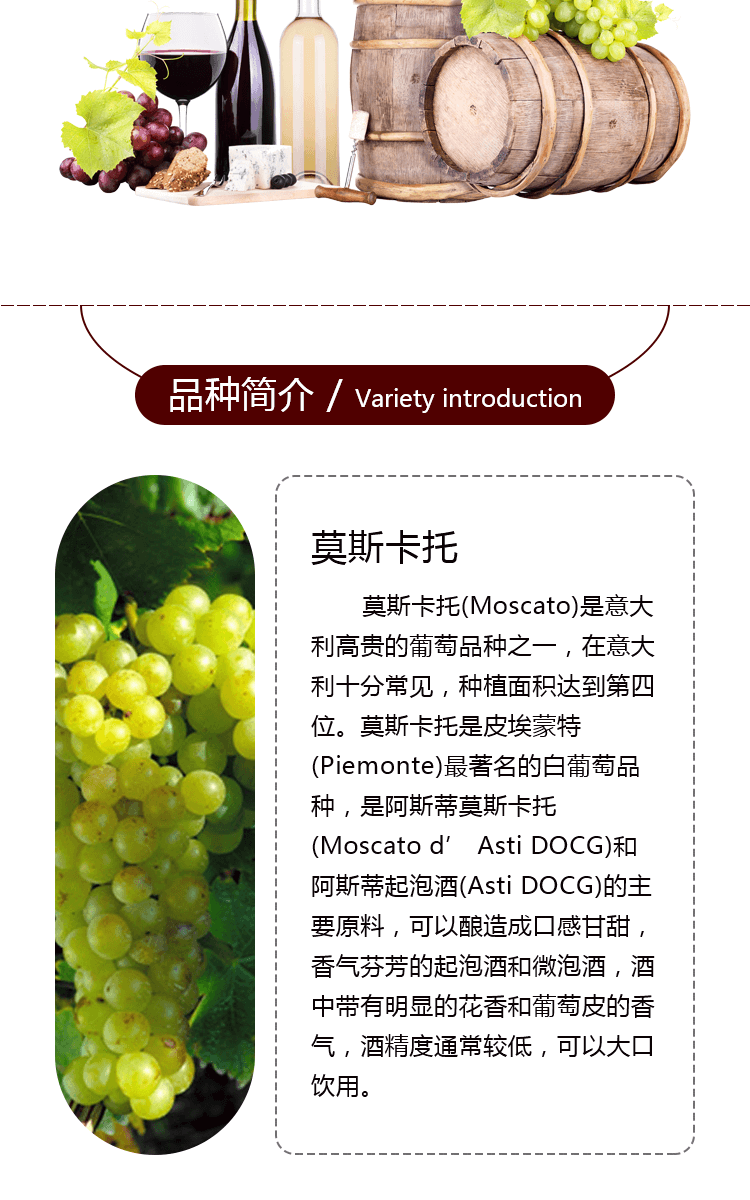 品种简介 / Variety introduction
莫斯卡托
莫斯卡托(Moscato)是意大
利高贵的葡萄品种之一，在意大
利十分常见，种植面积达到第四
位。莫斯卡托是皮埃蒙特
(Piemonte)最著名的白葡萄品
种，是阿斯蒂莫斯卡托
(Moscato d’ Asti DOCG)和
阿斯蒂起泡酒(Asti DOCG)的主
要原料，可以酿造成口感甘甜，
香气芬芳的起泡酒和微泡酒，酒
中带有明显的花香和葡萄皮的香
气，酒精度通常较低，可以大口
饮用。